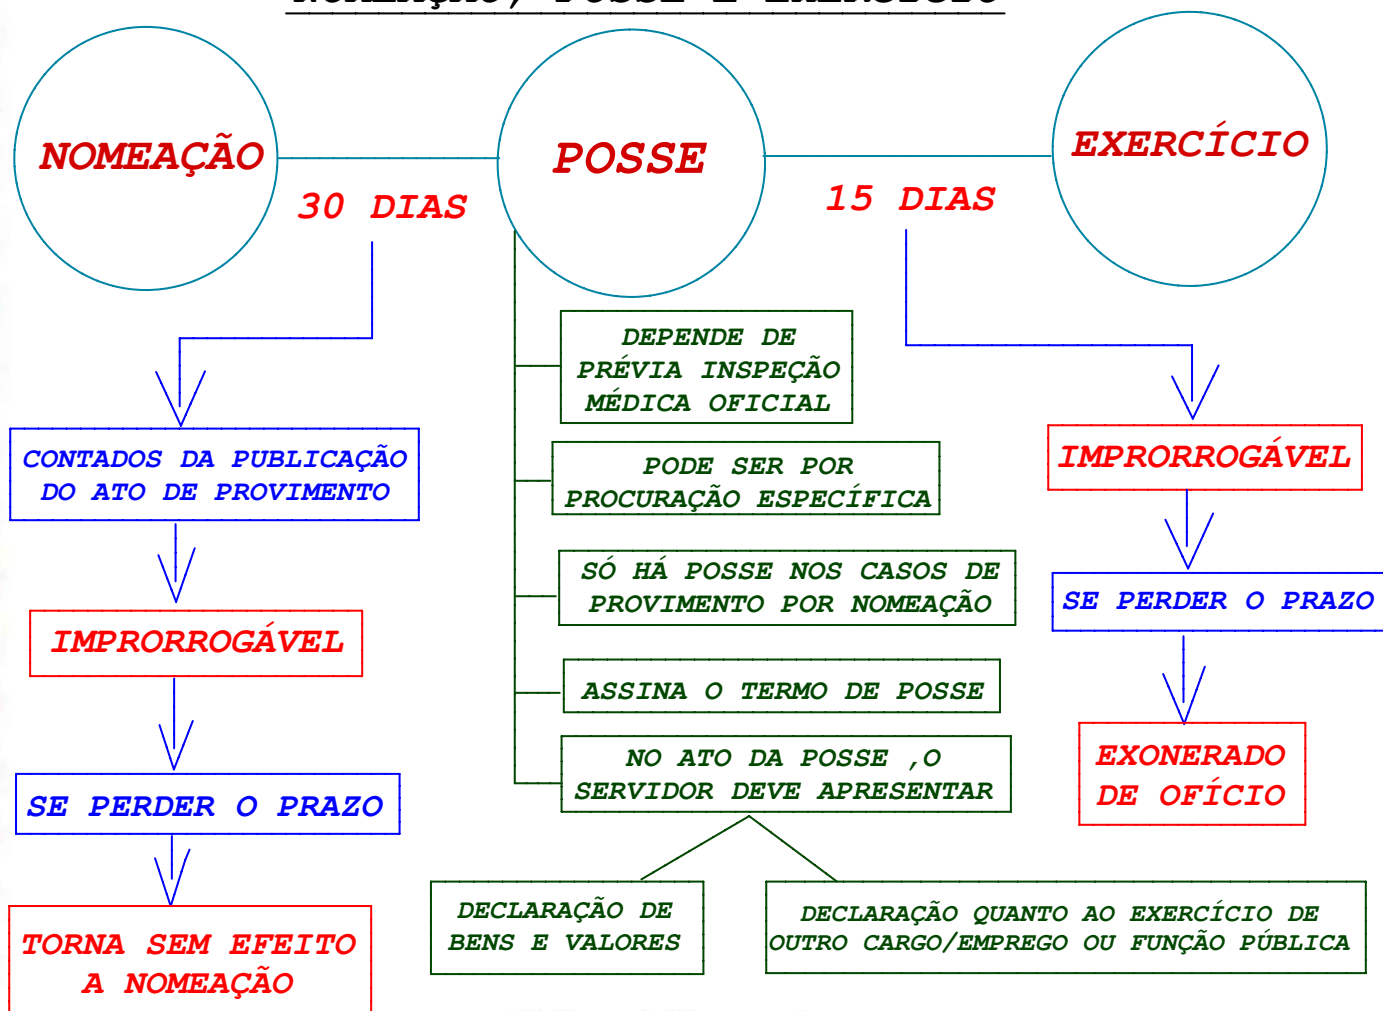 NOMEAÇÃO, POSSE E EXERCÍCIO
NOMEAÇÃO
POSSE
EXERCÍCIO
30 DIAS
15 DIAS
CONTADOS DA PUBLICAÇÃO
DO ATO DE PROVIMENTO
IMPRORROGÁVEL
SE PERDER O PRAZO
TORNA SEM EFEITO
A NOMEAÇÃO
DEPENDE DE
PRÉVIA INSPEÇÃO
MÉDICA OFICIAL
PODE SER POR
PROCURAÇÃO ESPECÍFICA
SÓ HÁ POSSE NOS CASOS DE
PROVIMENTO POR NOMEAÇÃO
ASSINA O TERMO DE POSSE
NO ATO DA POSSE ,O
SERVIDOR DEVE APRESENTAR
DECLARAÇÃO DE
BENS E VALORES
DECLARAÇÃO QUANTO AO EXERCÍCIO DE
OUTRO CARGO/EMPREGO OU FUNÇÃO PÚBLICA
IMPRORROGÁVEL
SE PERDER O PRAZO
EXONERADO
DE OFÍCIO